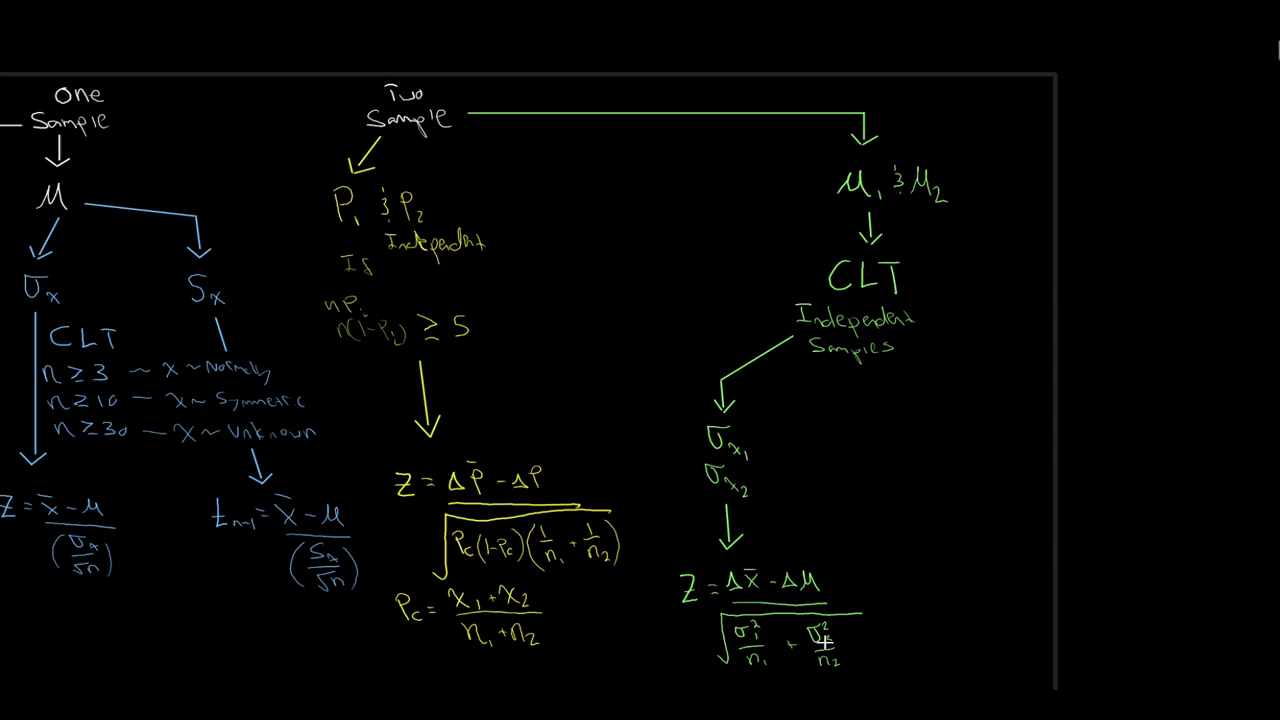 One
Sample
μ
σx
Sx
CLT
n ≥ 3 ~ x ~ Normally
n ≥ 10 — x ~ Symmetric
n ≥ 30 — x ~ Unknown
Z = x̄ - μ / (σx / √n)
tn-1 = x̄ - μ / (Sx / √n)
Two
Sample
P1 & P2
Independent
If
nPi
n(1-Pi) ≥ 5
Z = Δp̄ - Δp / √(Pc(1-Pc)(1/n1 + 1/n2))
Pc = x1 + x2 / n1 + n2
μ1 & μ2
CLT
Independent
Samples
σx1
σx2
Z = Δx̄ - Δμ / √(σ1²/n1 + σ2²/n2)